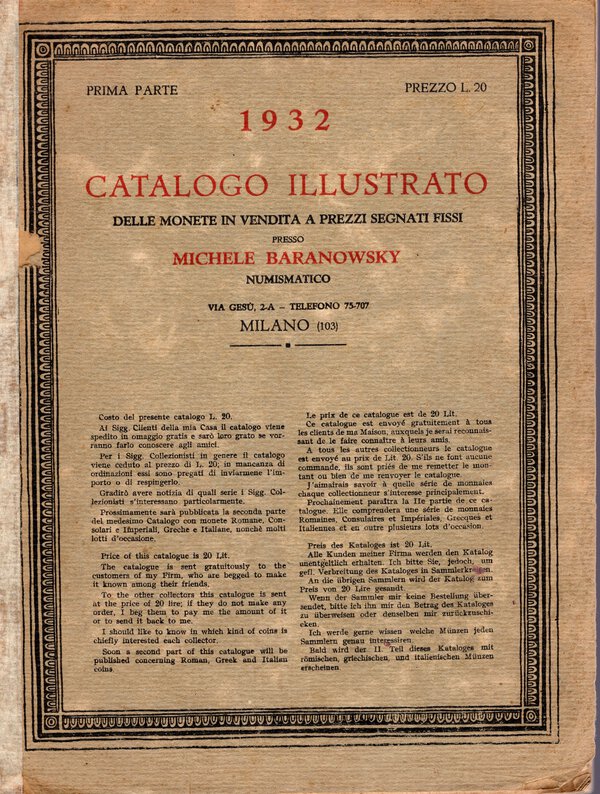 PRIMA PARTE
PREZZO L. 20
1932
CATALOGO ILLUSTRATO
DELLE MONETE IN VENDITA A PREZZI SEGNATI FISSI
PRESSO
MICHELE BARANOWSKY
NUMISMATICO
VIA GESÙ, 2-A – TELEFONO 75-707
MILANO (103)
Costo del presente catalogo L. 20.
Ai Sigg. Clienti della mia Casa il catalogo viene
spedito in omaggio gratis e sarò loro grato se vor-
ranno farlo conoscere agli amici.
Per i Sigg. Collezionisti in genere il catalogo
viene ceduto al prezzo di L. 20, in mancanza di
ordinazioni essi sono pregati di inviarmene l'im-
porto o di respingerlo.
Gradirò avere notizia di quali serie i Sigg. Col-
lezionisti s'interessano particolarmente.
Prossimamente sarà pubblicata la seconda parte
del medesimo Catalogo con monete Romane, Con-
solari e Imperiali, Greche e Italiane, nonchè molti
lotti d'occasione.
Price of this catalogue is 20 Lit.
The catalogue is sent gratuitously to the
customers of my Firm, who are begged to make
it known among their friends.
To the other collectors this catalogue is sent
at the price of 20 lire; if they do not make any
order, I beg them to pay me the amount of it
or to send it back to me.
I should like to know in which kind of coins is
chiefly interested each collector.
Soon a second part of this catalogue will be
published concerning Roman, Greek and Italian
coins.
Le prix de ce catalogue est de 20 Lit.
Ce catalogue est envoyé gratuitement à tous
les clients de ma Maison, auxquels je serai reconnais-
sant de le faire connaître à leurs amis.
A tous les autres collectionneurs le catalogue
est envoyé au prix de Lit. 20. S'ils ne font aucune
commande, ils sont priés de me remettre le mon-
tant ou bien de me renvoyer le catalogue.
J'aimerais savoir à quelle série de monnaies
chaque collectionneur s'interesse principalement.
Prochainement paraîtra la IIe partie de ce ca-
talogue. Elle comprendera une série de monnaies
Romaines, Consulaires et Impériales, Grecques et
Italiennes et en outre plusieurs lots d'occasion.
Preis des Kataloges ist 20 Lit.
Alle Kunden meiner Firma werden den Katalog
unentgeltlich erhalten. Ich bitte Sie, jedoch, um
gefl. Verbreitung des Kataloges in Sammlerkreisen.
An die übrigen Sammlern wird der Katalog zum
Preis von 20 Lire gesandt.
Wenn der Sammler mir keine Bestellung über-
sendet, bitte ich ihn mir den Betrag des Kataloges
zu überweisen oder denselben mir zurückzuschi-
cken.
Ich werde gerne wissen welche Münzen jeden
Sammlern genau intergssiren.
Bald wird der II. Teil dieses Kataloges mit
römischen, griechischen, und italienischen Münzen
erscheinen